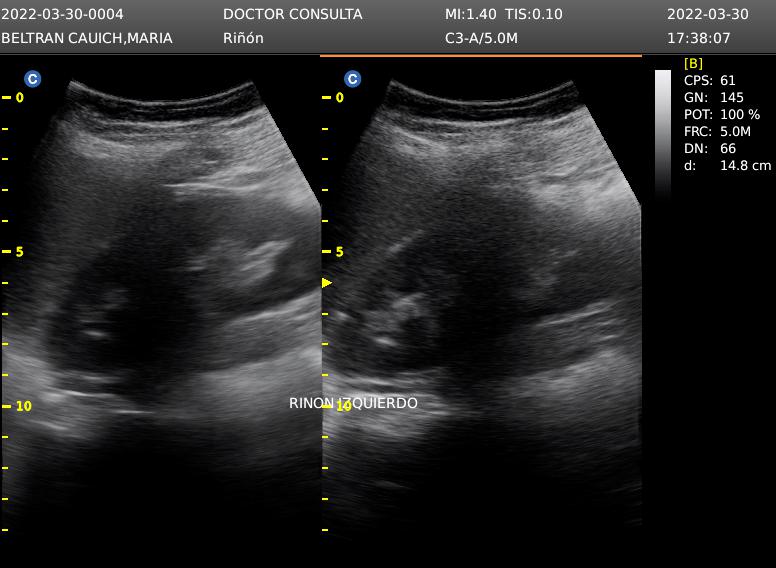 2022-03-30-0004 DOCTOR CONSULTA MI:1.40 TIS:0.10 2022-03-30
BELTRAN CAUICH,MARIA Riñón C3-A/5.0M 17:38:07
C
C
[B]
CPS: 61
GN: 145
POT: 100 %
FRC: 5.0M
DN: 66
d: 14.8 cm
0
0
5
5
10
10
RINON IZQUIERDO